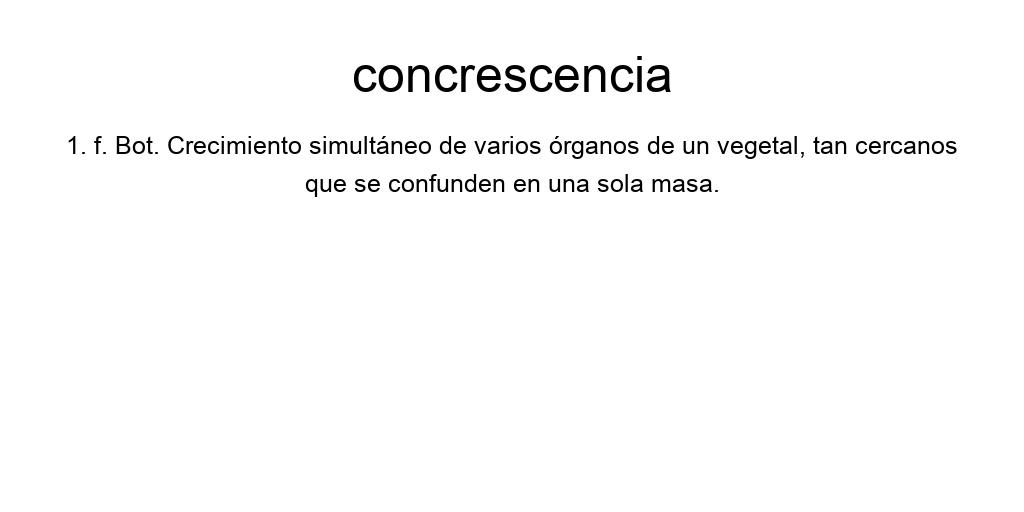 concrescencia
1. f. Bot. Crecimiento simultáneo de varios órganos de un vegetal, tan cercanos
que se confunden en una sola masa.